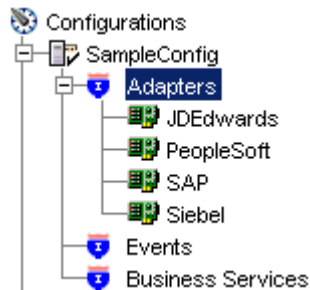 Configurations
SampleConfig
Adapters
JDEdwards
PeopleSoft
SAP
Siebel
Events
Business Services